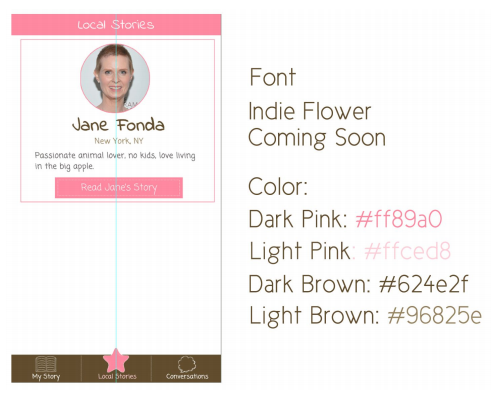 Local Stories
Jane Fonda
New York, NY
Passionate animal lover, no kids, love living
in the big apple.
Read Jane's Story
My Story
Local Stories
Conversations
Font
Indie Flower
Coming Soon
Color:
Dark Pink: #ff89a0
Light Pink: #ffced8
Dark Brown: #624e2f
Light Brown: #96825e